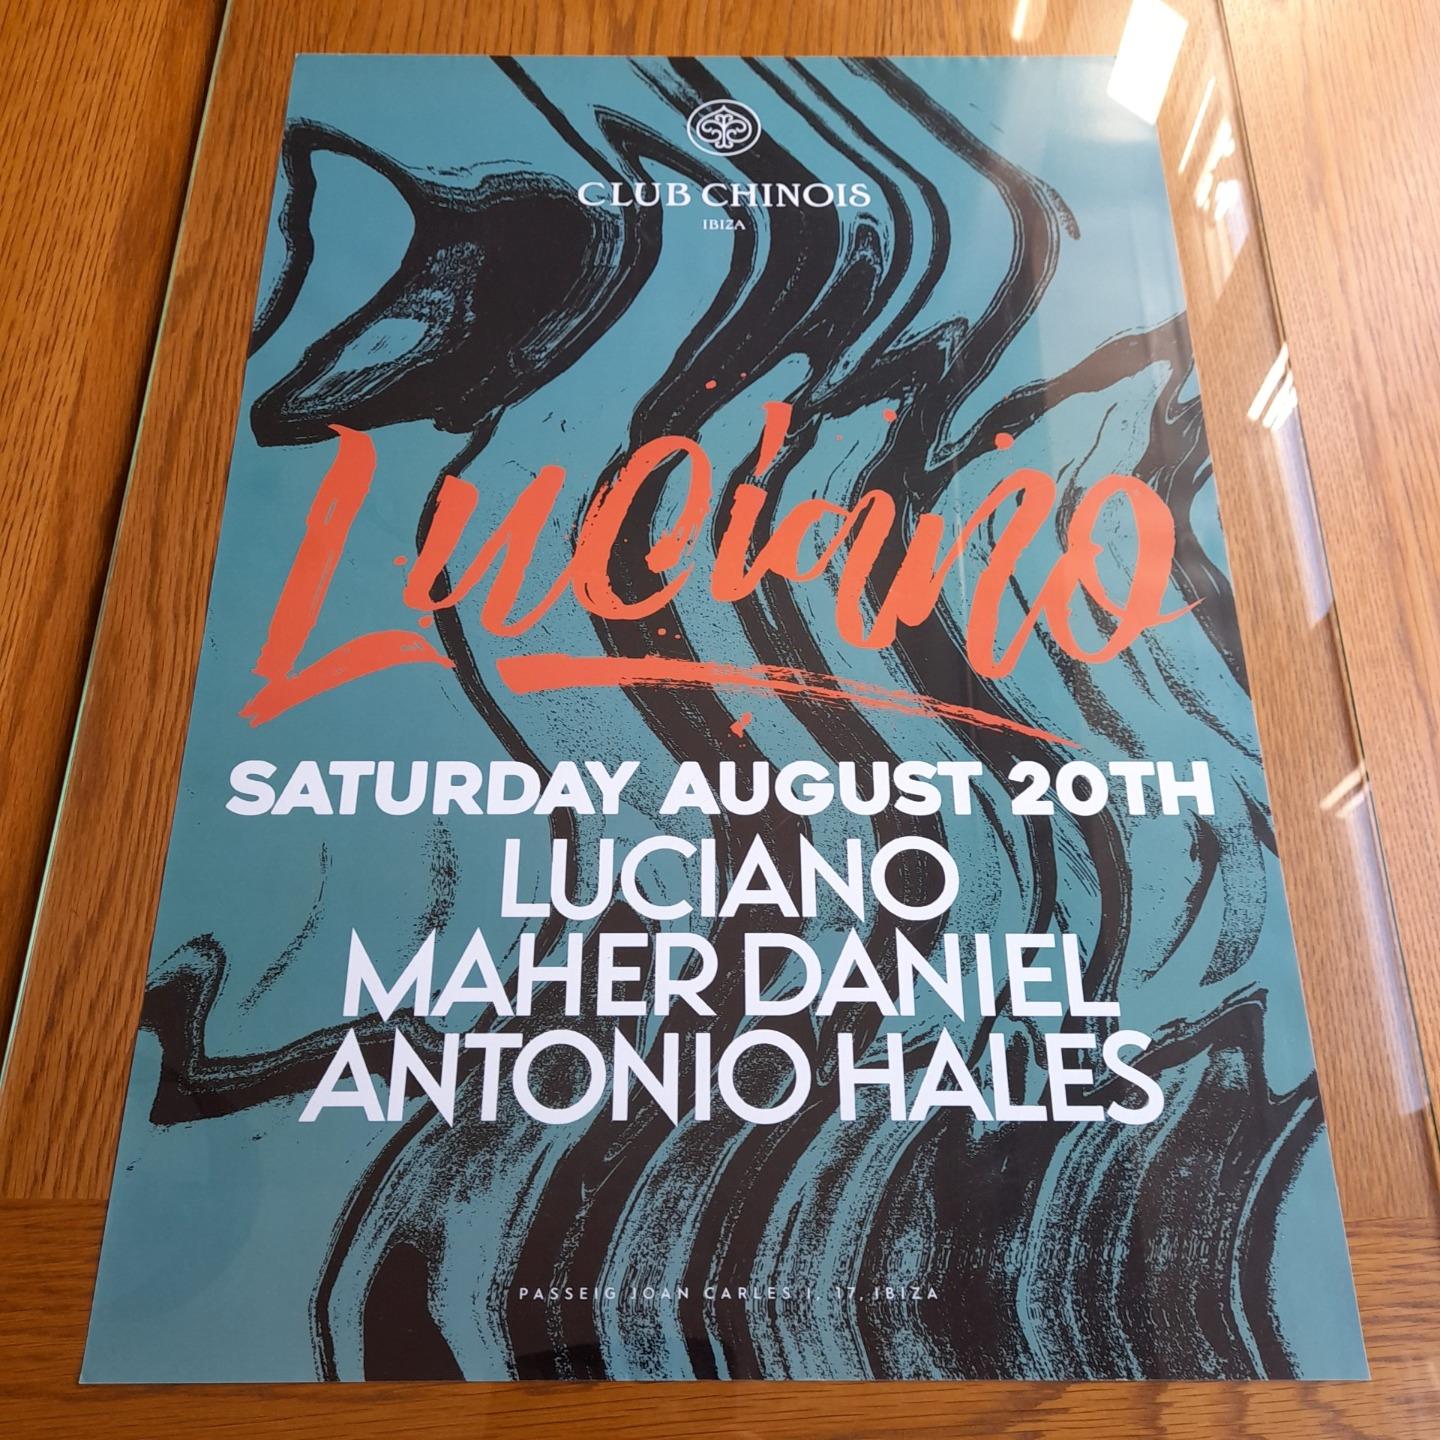 CLUB CHINOIS
IBIZA
Luciano
SATURDAY AUGUST 20TH
LUCIANO
MAHER DANIEL
ANTONIO HALES
PASSEIG JOAN CARLES I, 17, IBIZA